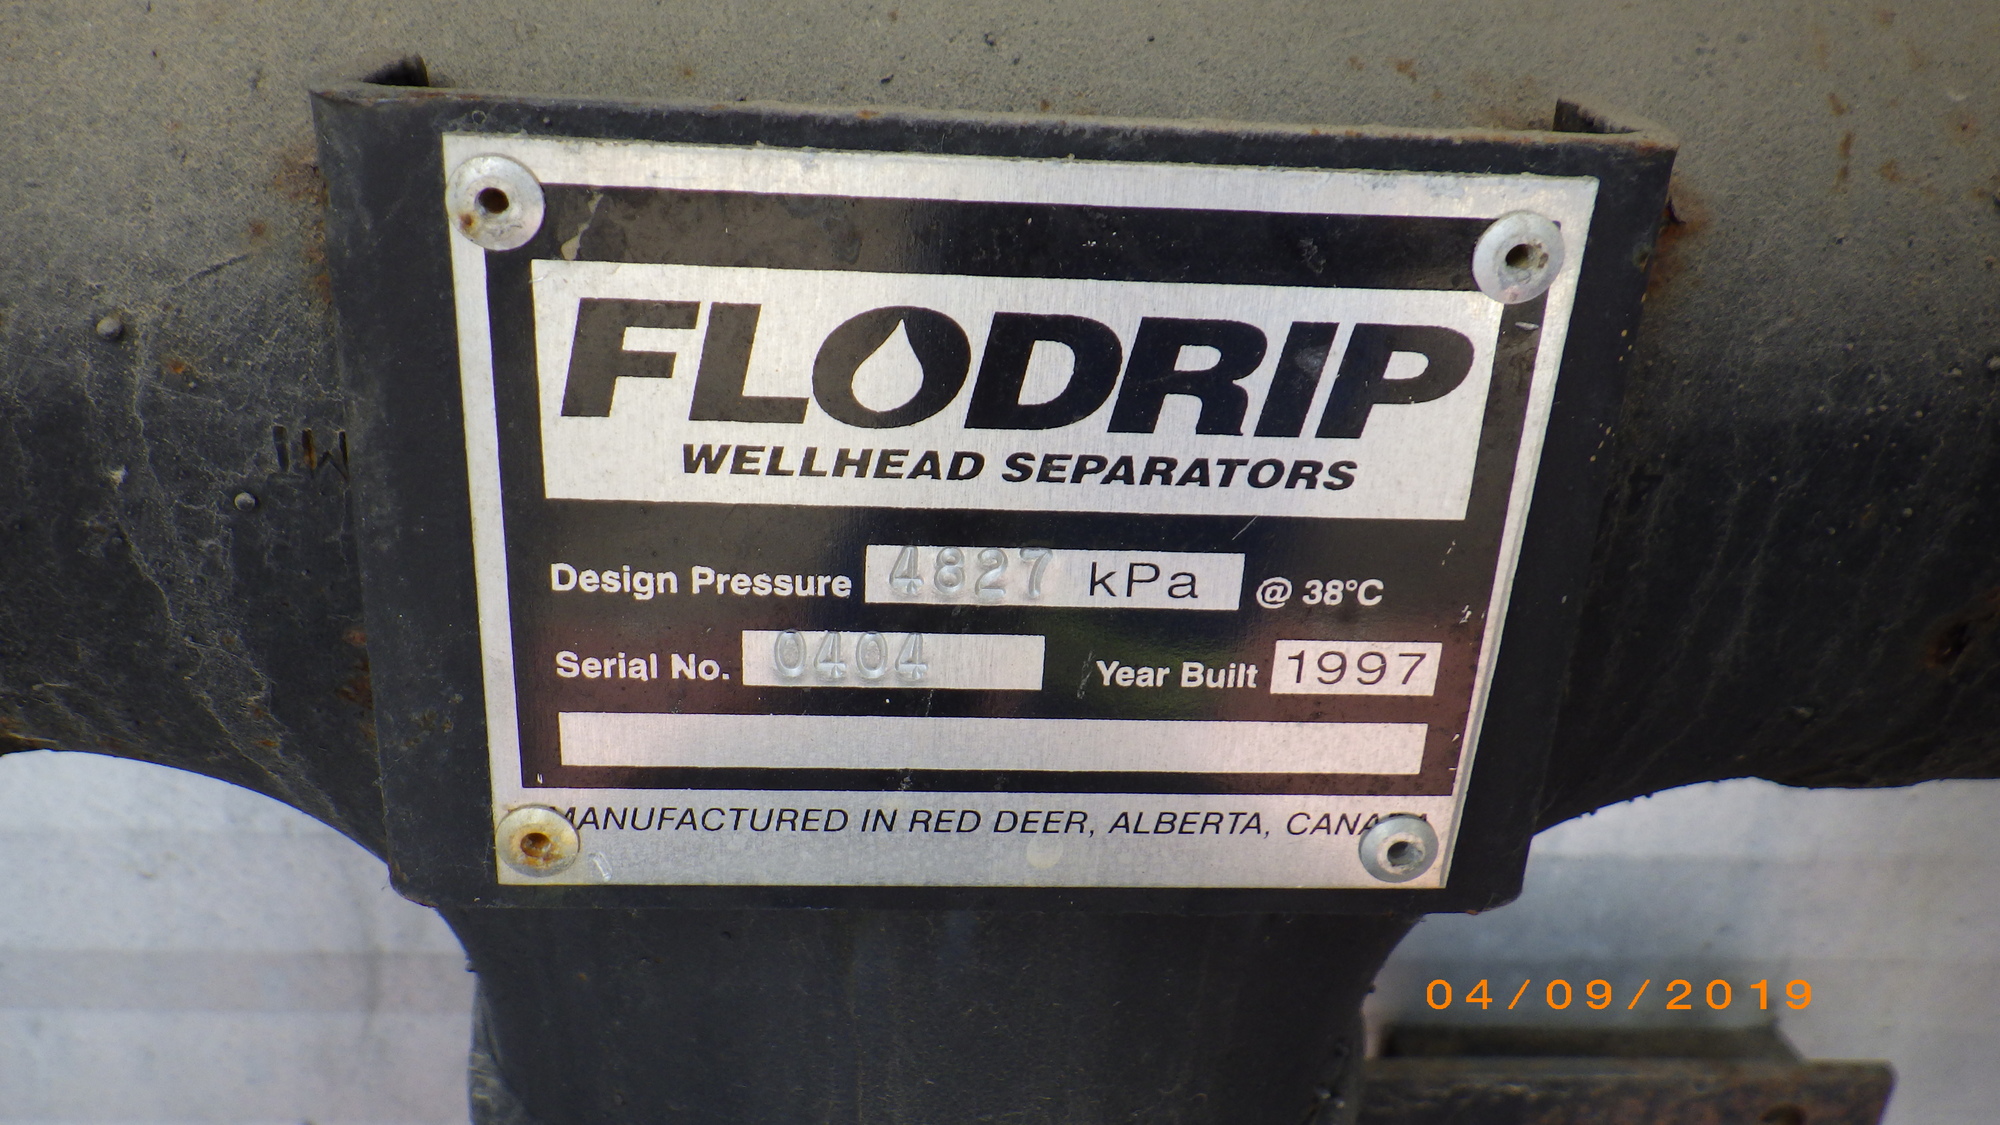 FLODRIP
WELLHEAD SEPARATORS
Design Pressure 4827 kPa @ 38°C
Serial No. 0404 Year Built 1997
MANUFACTURED IN RED DEER, ALBERTA, CANADA
04/09/2019